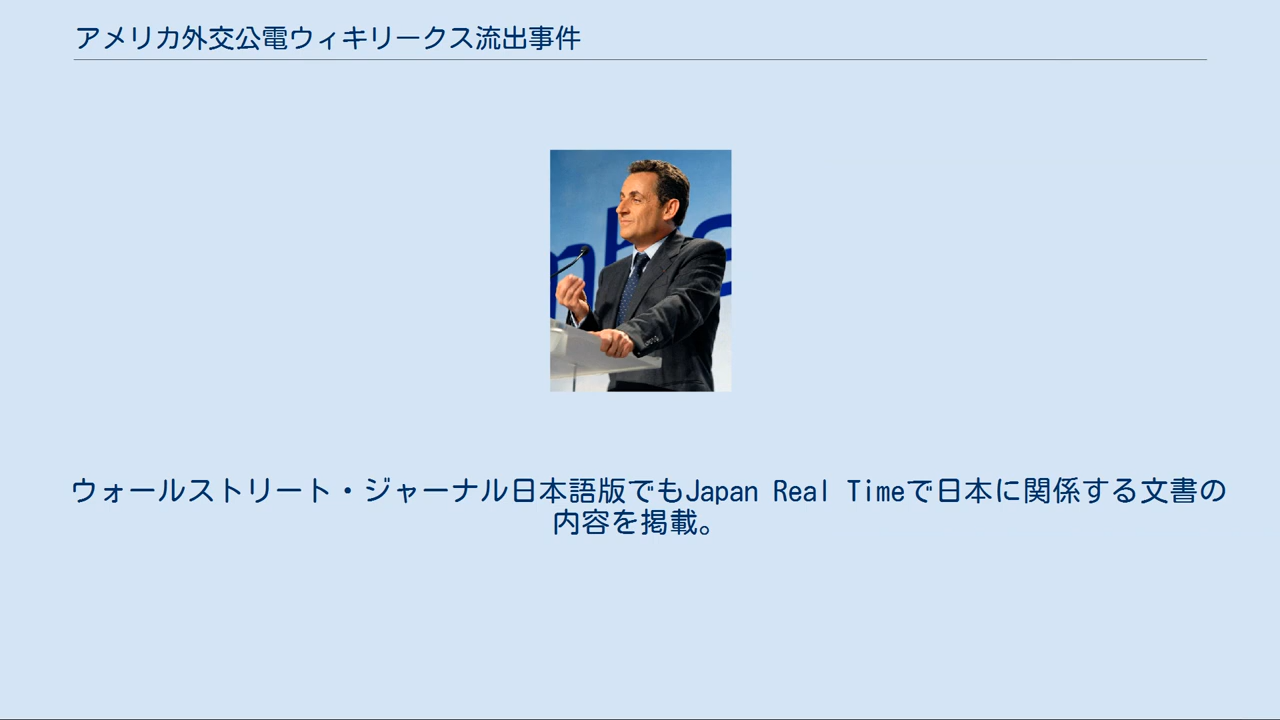 アメリカ外交公電ウィキリークス流出事件
ウォールストリート・ジャーナル日本語版でもJapan Real Timeで日本に関係する文書の
内容を掲載。